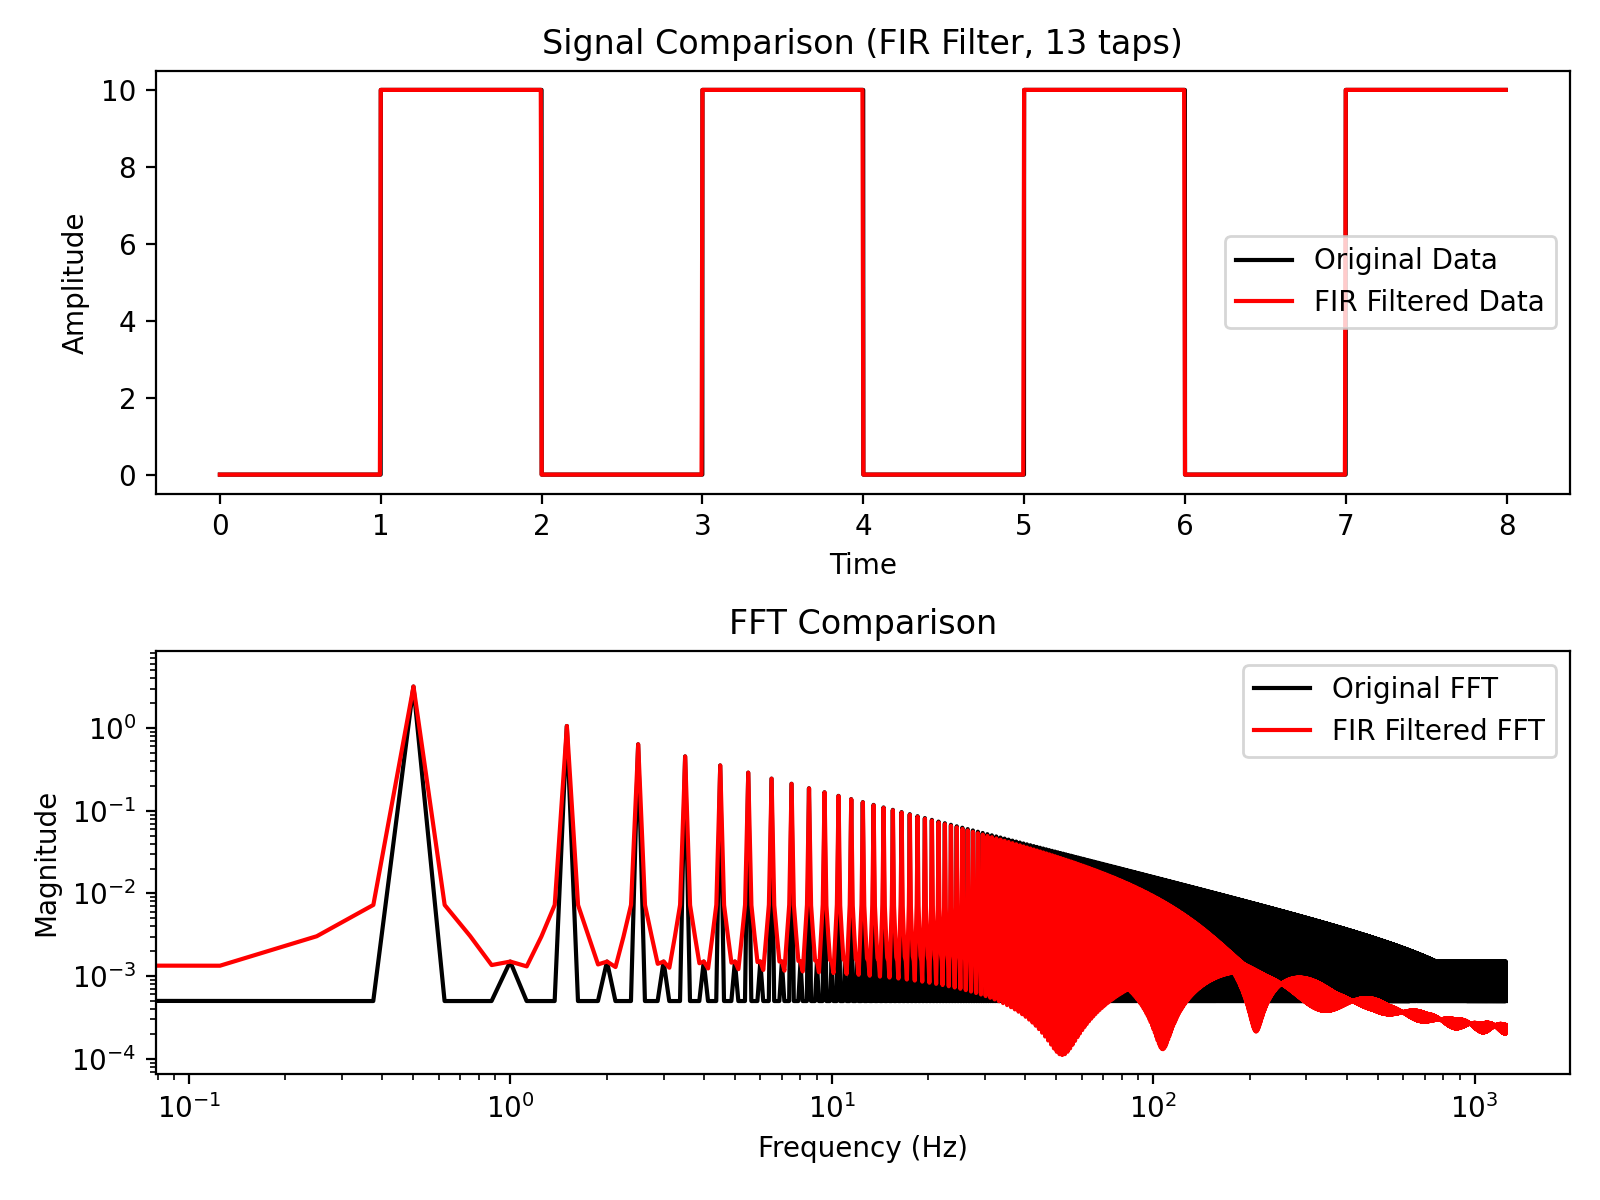 Signal Comparison (FIR Filter, 13 taps)
10
8
6
4
2
0
Amplitude
Original Data
FIR Filtered Data
0 1 2 3 4 5 6 7 8
Time
FFT Comparison
10⁰
10⁻¹
10⁻²
10⁻³
10⁻⁴
Magnitude
Original FFT
FIR Filtered FFT
10⁻¹ 10⁰ 10¹ 10² 10³
Frequency (Hz)